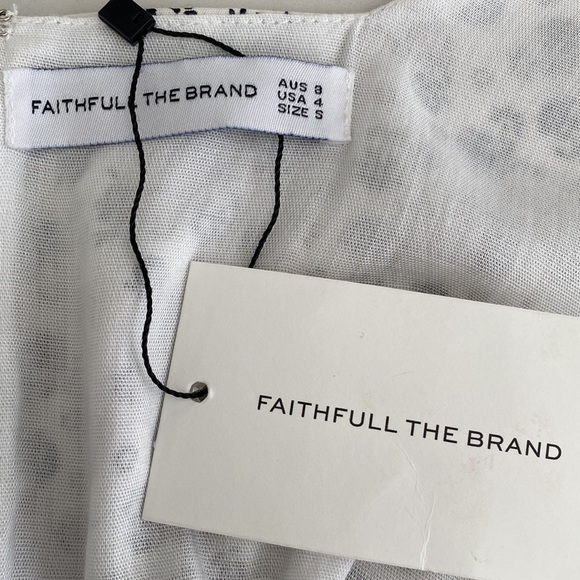 FAITHFULL THE BRAND
AUS 8
USA 4
SIZE S
FAITHFULL THE BRAND